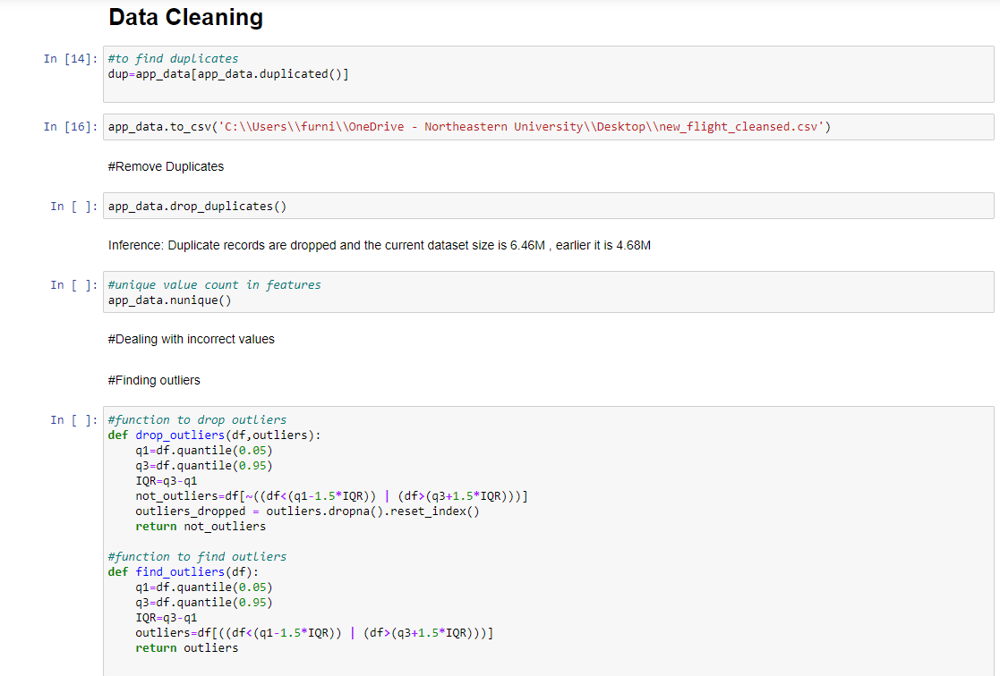 Data Cleaning
In [14]: #to find duplicates
dup=app_data[app_data.duplicated()]
In [16]: app_data.to_csv('C:\\Users\\furni\\OneDrive - Northeastern University\\Desktop\\new_flight_cleansed.csv')
#Remove Duplicates
In [ ]: app_data.drop_duplicates()
Inference: Duplicate records are dropped and the current dataset size is 6.46M , earlier it is 4.68M
In [ ]: #unique value count in features
app_data.nunique()
#Dealing with incorrect values
#Finding outliers
In [ ]: #function to drop outliers
def drop_outliers(df,outliers):
    q1=df.quantile(0.05)
    q3=df.quantile(0.95)
    IQR=q3-q1
    not_outliers=df[~((df<(q1-1.5*IQR)) | (df>(q3+1.5*IQR)))]
    outliers_dropped = outliers.dropna().reset_index()
    return not_outliers
#function to find outliers
def find_outliers(df):
    q1=df.quantile(0.05)
    q3=df.quantile(0.95)
    IQR=q3-q1
    outliers=df[((df<(q1-1.5*IQR)) | (df>(q3+1.5*IQR)))]
    return outliers